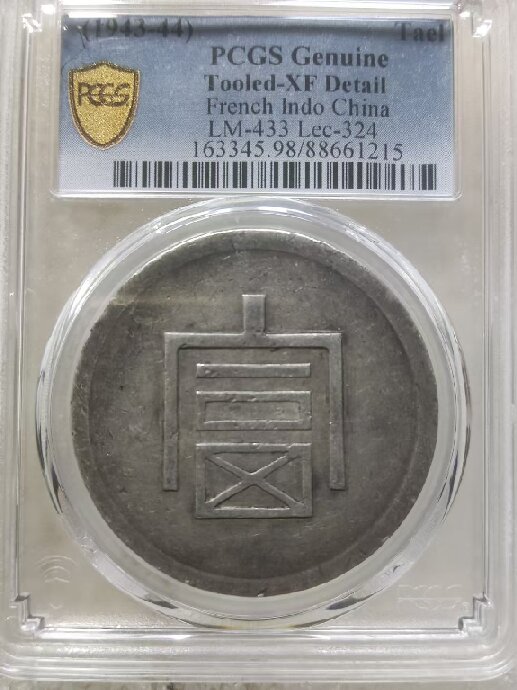 (1943-44) Tael
PCGS Genuine
Tooled-XF Detail
French Indo China
LM-433 Lec-324
163345.98/88661215
PCGS
富
PCGS